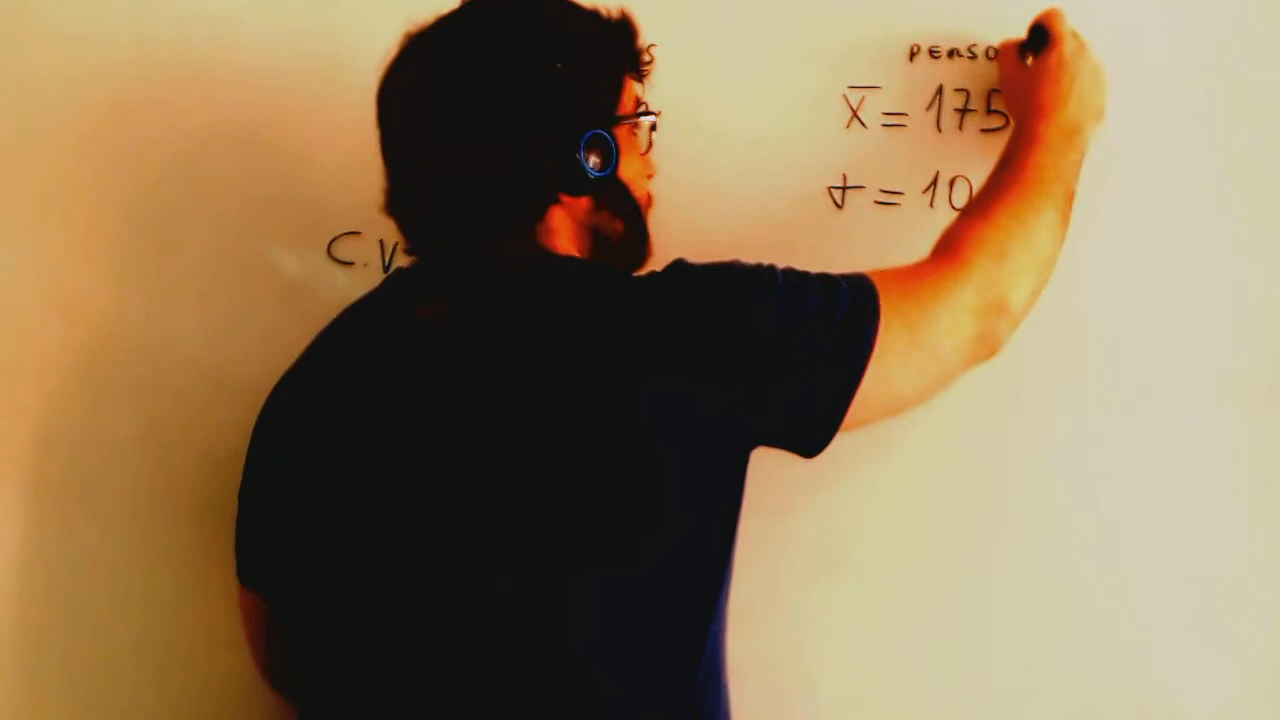 PERSO
x̄ = 175
σ = 10
C.V